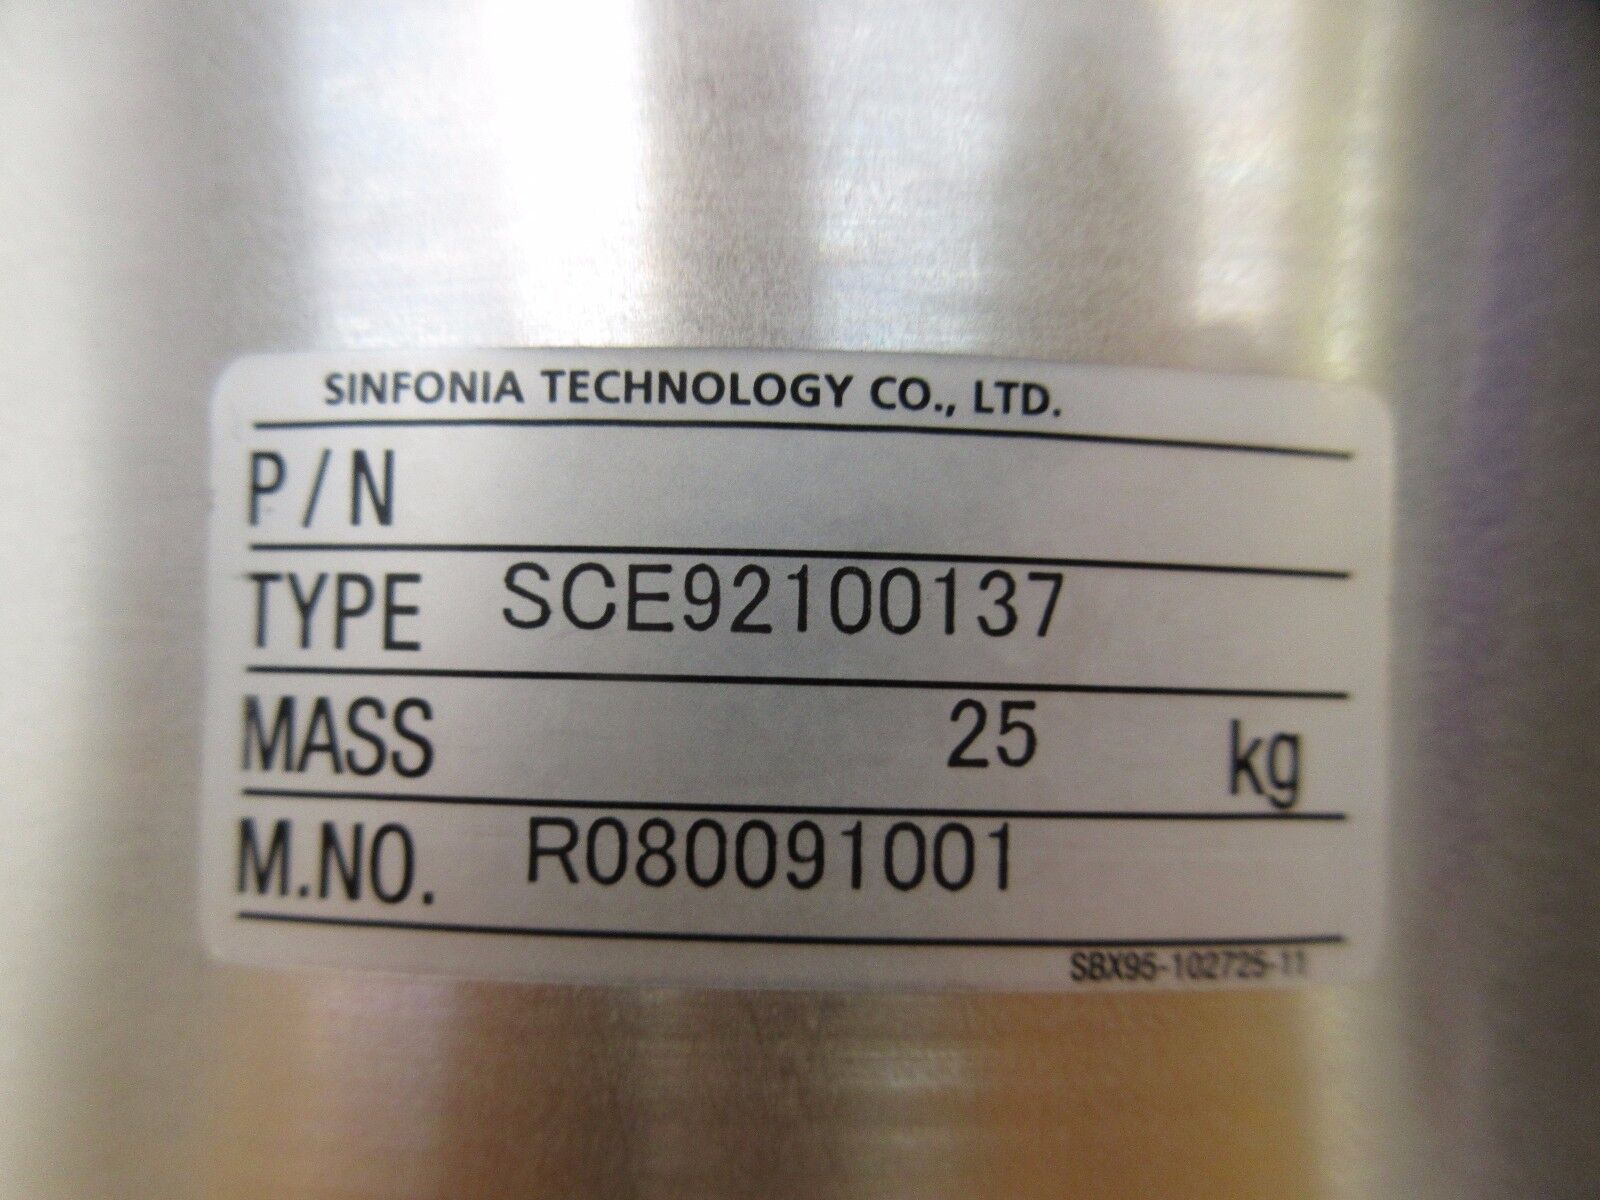 SINFONIA TECHNOLOGY CO., LTD.
P/N
TYPE SCE92100137
MASS 25 kg
M.NO. R080091001
SBX95-102725-11